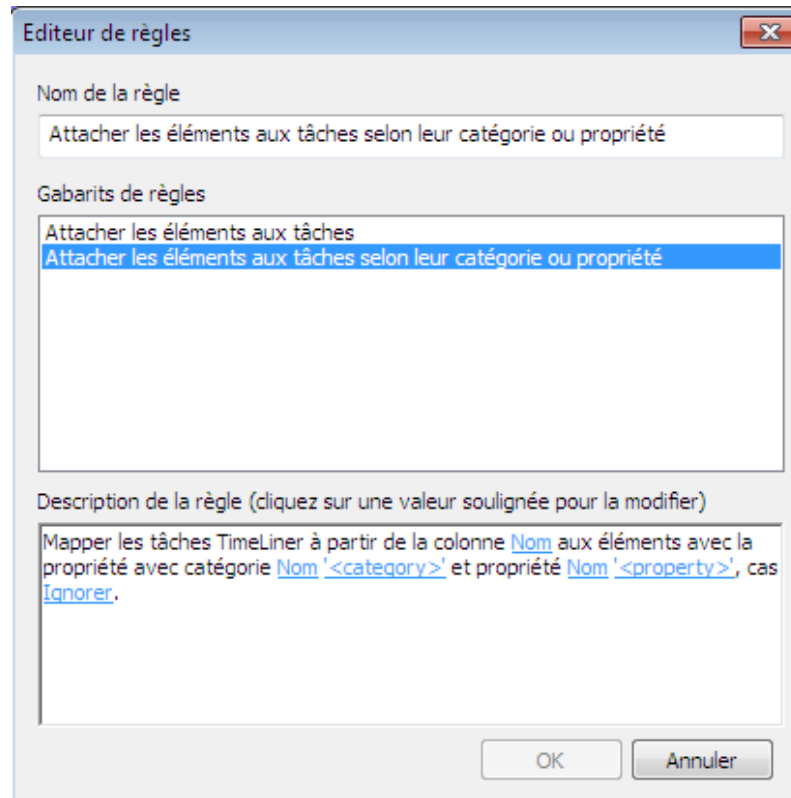 Editeur de règles
Nom de la règle
Attacher les éléments aux tâches selon leur catégorie ou propriété
Gabarits de règles
Attacher les éléments aux tâches
Attacher les éléments aux tâches selon leur catégorie ou propriété
Description de la règle (cliquez sur une valeur soulignée pour la modifier)
Mapper les tâches TimeLiner à partir de la colonne Nom aux éléments avec la
propriété avec catégorie Nom '<category>' et propriété Nom '<property>', cas
Ignorer.
OK
Annuler